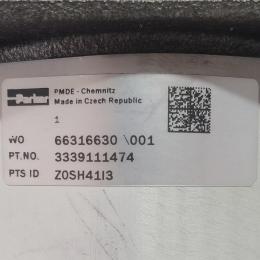 Parker
PMDE - Chemnitz
Made in Czech Republic
1
WO 66316630 \001
PT.NO. 3339111474
PTS ID Z0SH41I3